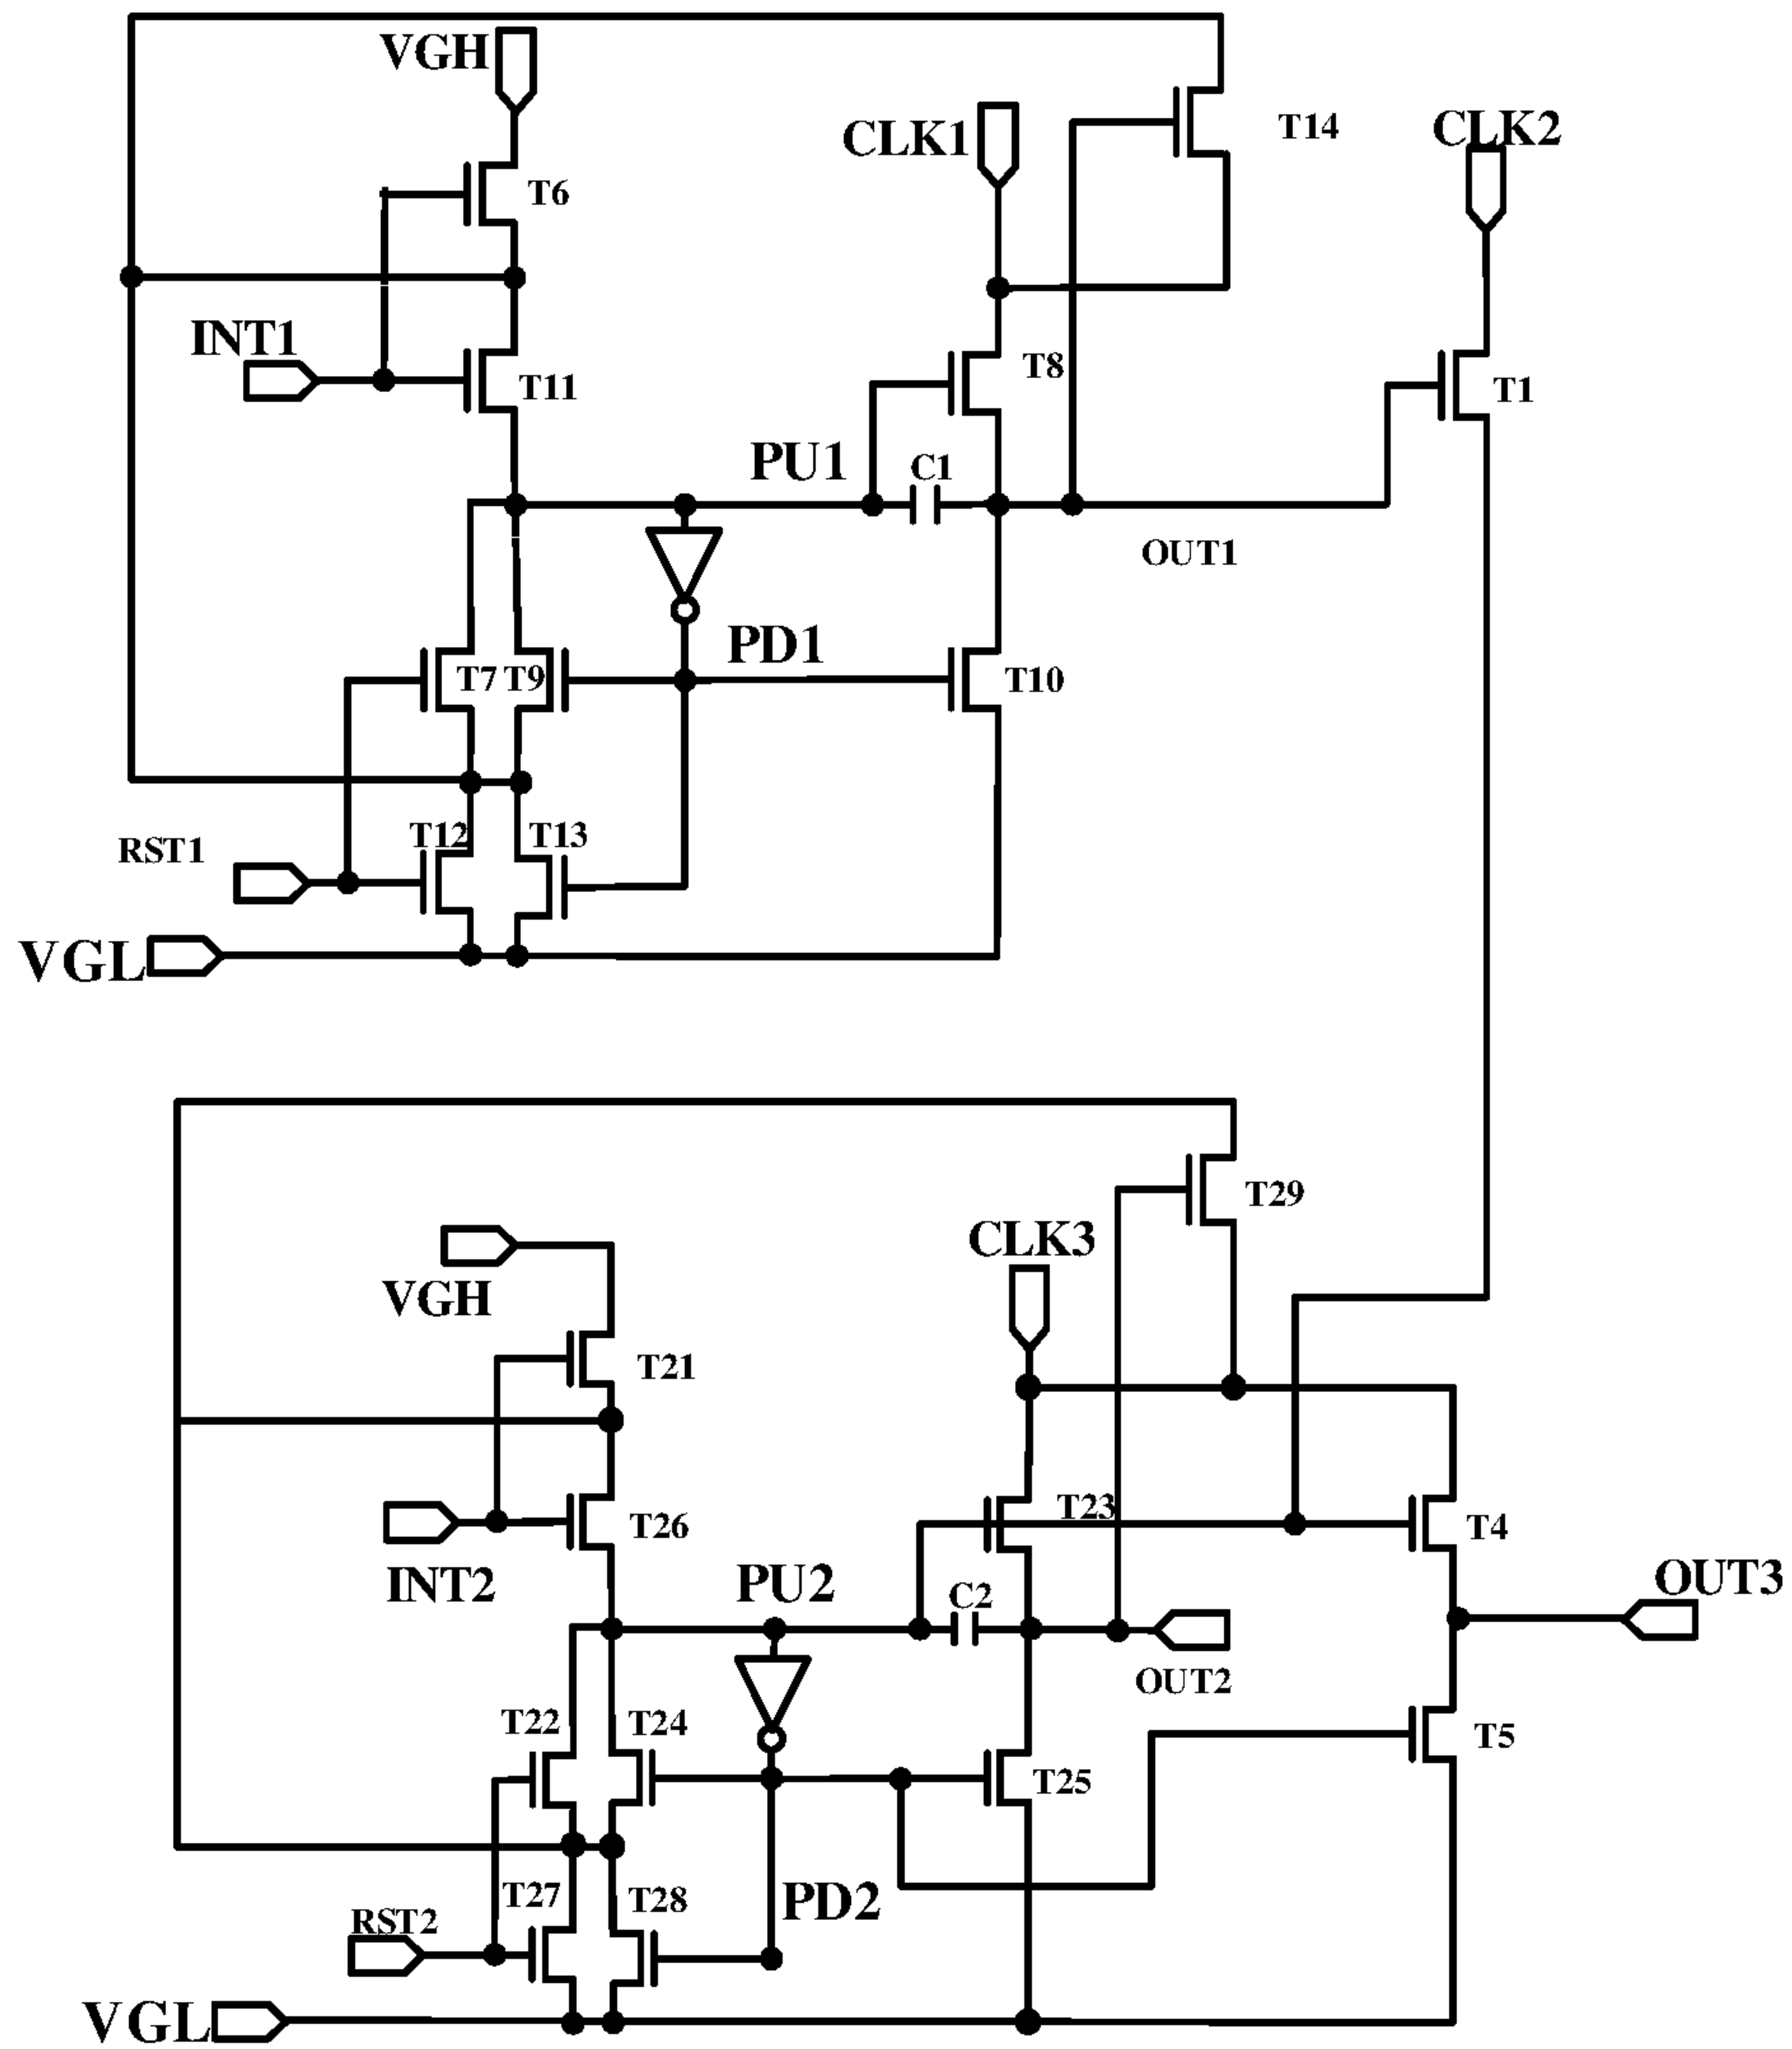 VGH
CLK1
T14
CLK2
T6
INT1
T11
T8
T1
PU1
C1
OUT1
PD1
T7
T9
T10
RST1
T12
T13
VGL
T29
CLK3
VGH
T21
T23
T4
T26
INT2
PU2
C2
OUT3
OUT2
T22
T24
T5
T25
T27
T28
PD2
RST2
VGL